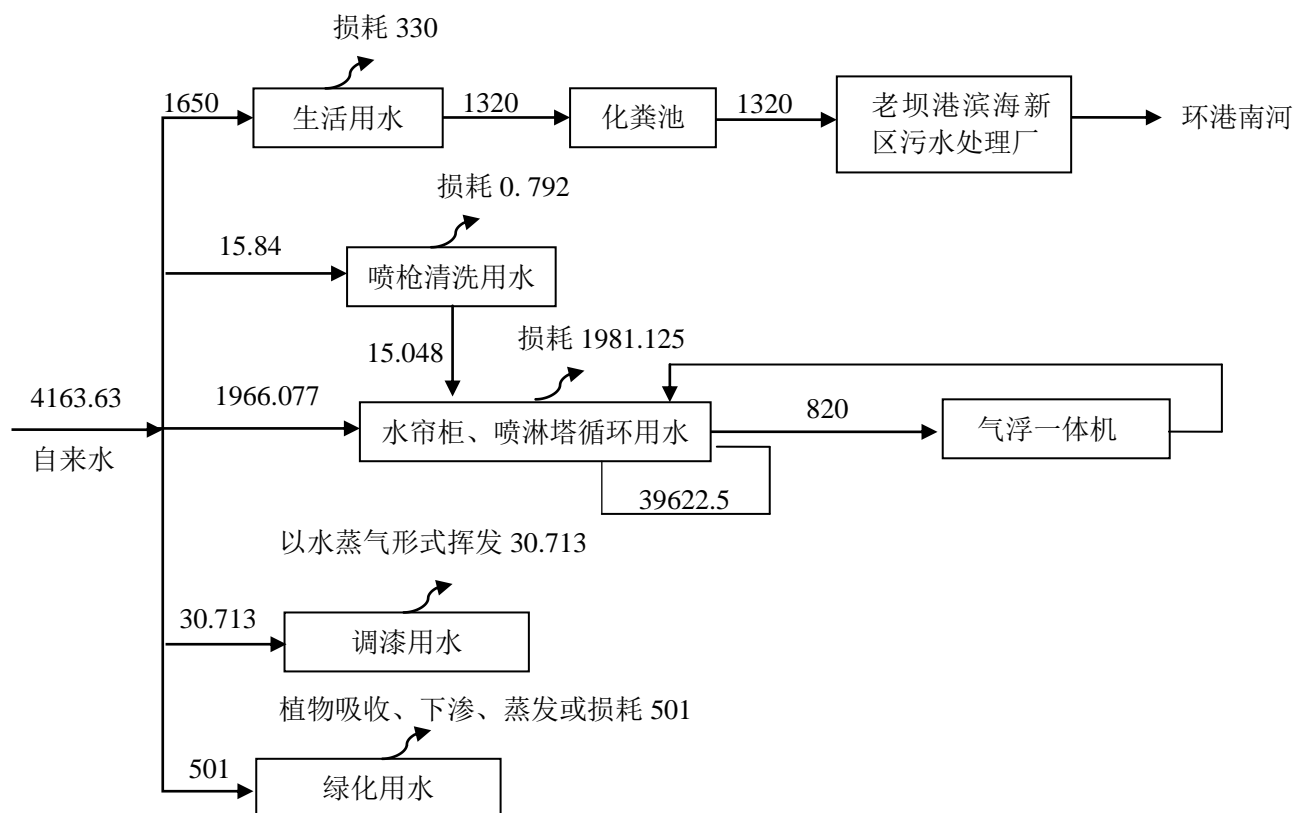 损耗 330
1650
生活用水
1320
化粪池
1320
老坝港滨海新
区污水处理厂
环港南河
损耗 0. 792
15.84
喷枪清洗用水
15.048
损耗 1981.125
4163.63
自来水
1966.077
水帘柜、喷淋塔循环用水
820
气浮一体机
39622.5
以水蒸气形式挥发 30.713
30.713
调漆用水
植物吸收、下渗、蒸发或损耗 501
501
绿化用水